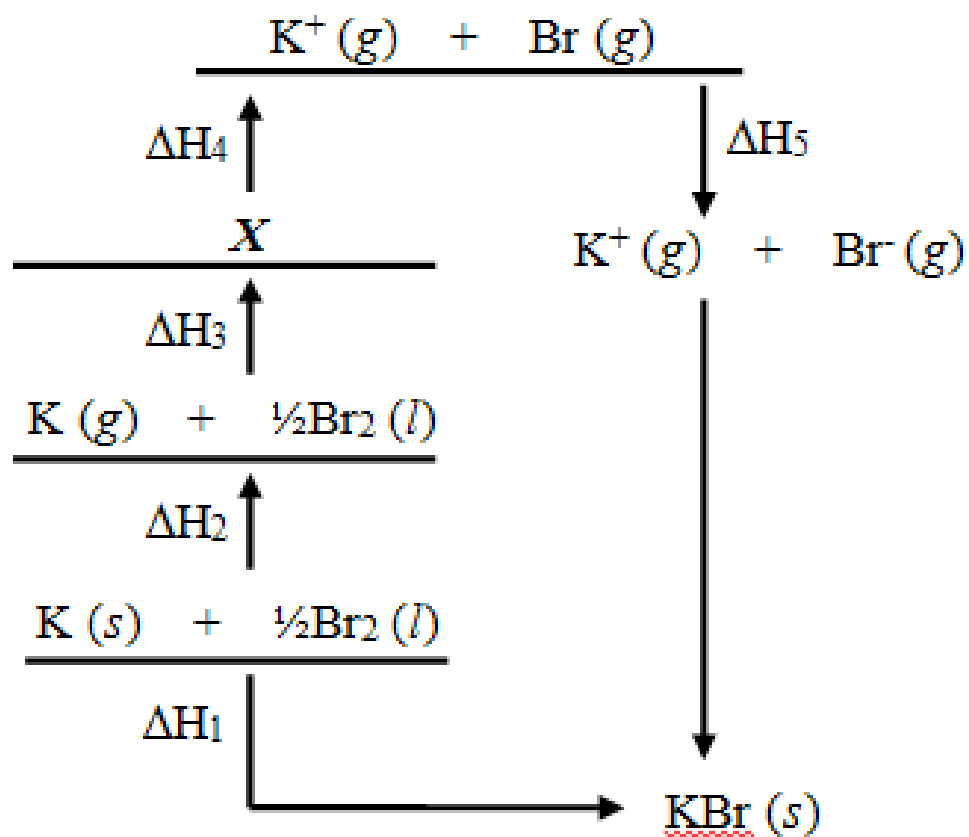 K⁺ (g) + Br (g)
ΔH₄
ΔH₅
X
K⁺ (g) + Br⁻ (g)
ΔH₃
K (g) + ½Br₂ (l)
ΔH₂
K (s) + ½Br₂ (l)
ΔH₁
KBr (s)